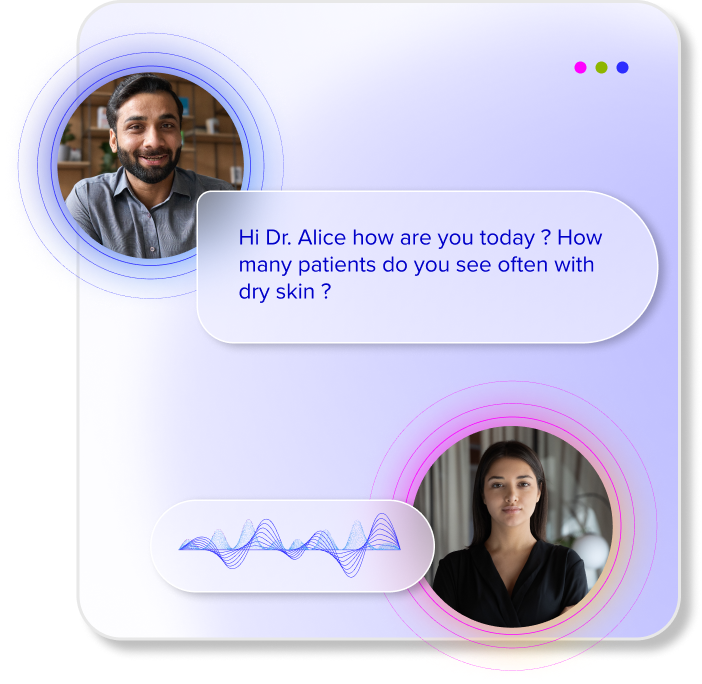 Hi Dr. Alice how are you today ? How
many patients do you see often with
dry skin ?